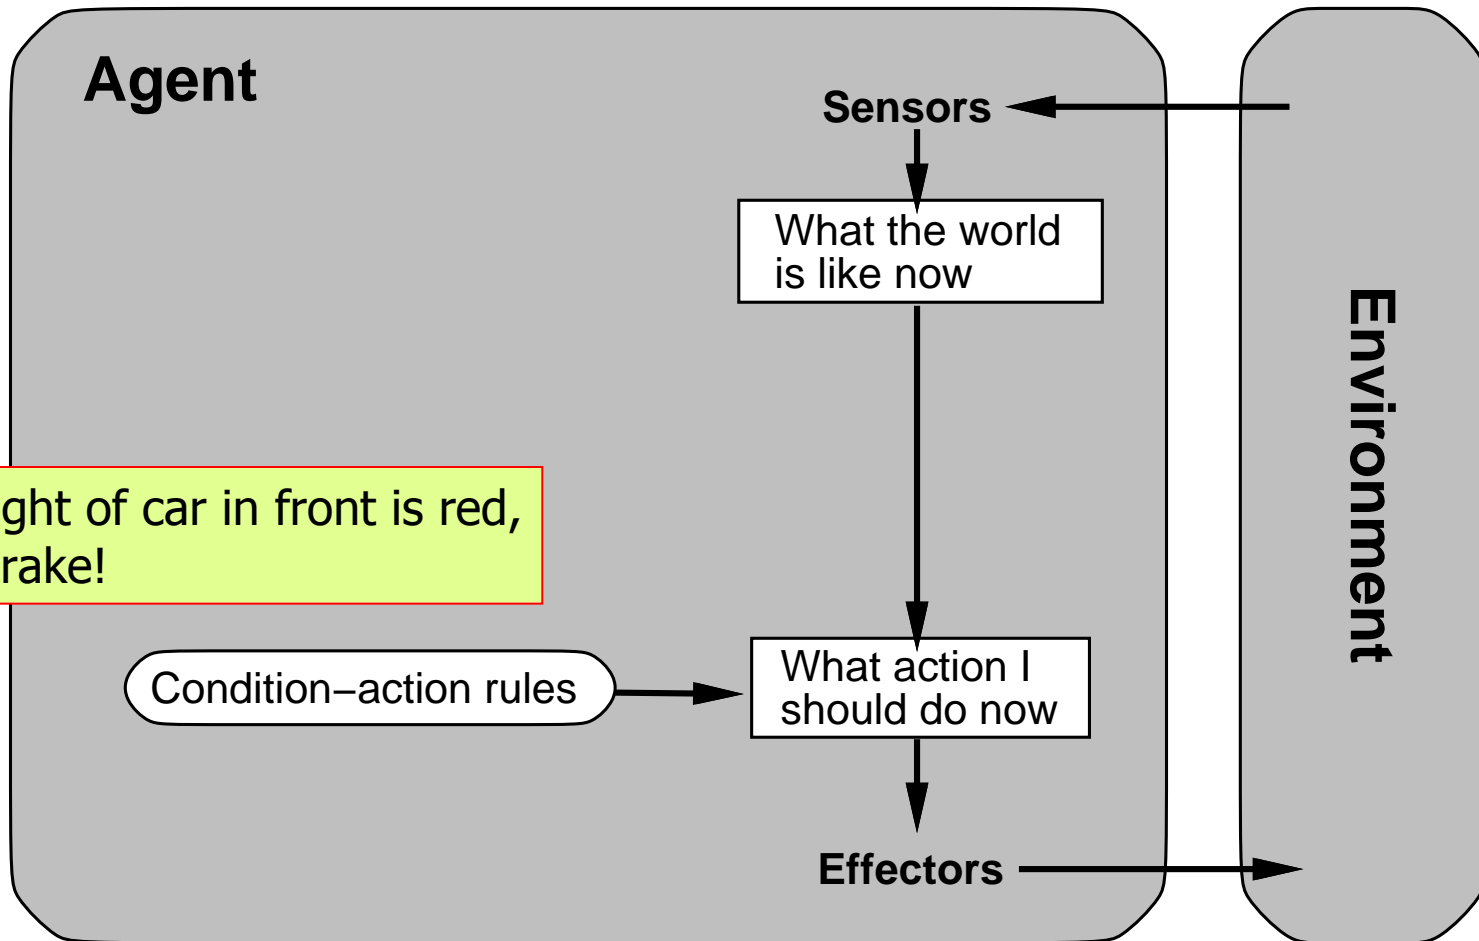 Agent
Sensors
What the world
is like now
Environment
ght of car in front is red,
rake!
Condition−action rules
What action I
should do now
Effectors